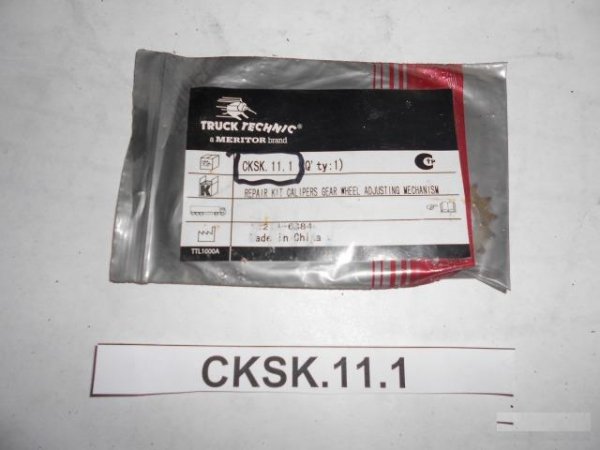 TRUCK TECHNIC®
a MERITOR brand
CKSK.11.1 (Q'ty:1)
K
REPAIR KIT CALIPERS GEAR WHEEL ADJUSTING MECHANISM
Made in China
TTL1000A
CKSK.11.1